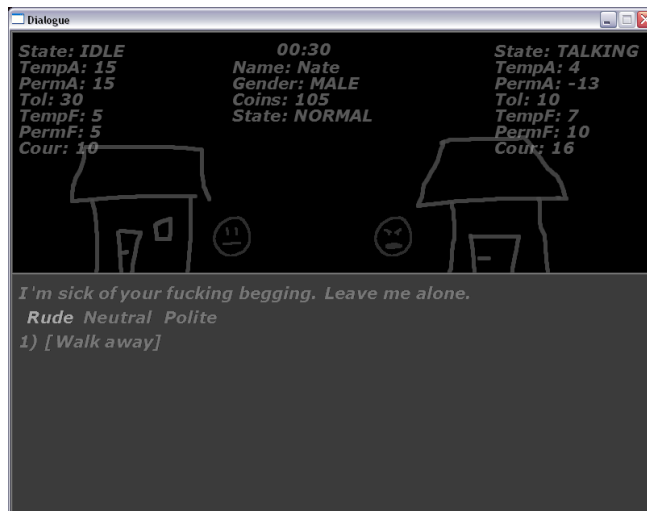 Dialogue
State: IDLE
TempA: 15
PermA: 15
Tol: 30
TempF: 5
PermF: 5
Cour: 10
00:30
Name: Nate
Gender: MALE
Coins: 105
State: NORMAL
State: TALKING
TempA: 4
PermA: -13
Tol: 10
TempF: 7
PermF: 10
Cour: 16
I'm sick of your fucking begging. Leave me alone.
Rude Neutral Polite
1) [Walk away]